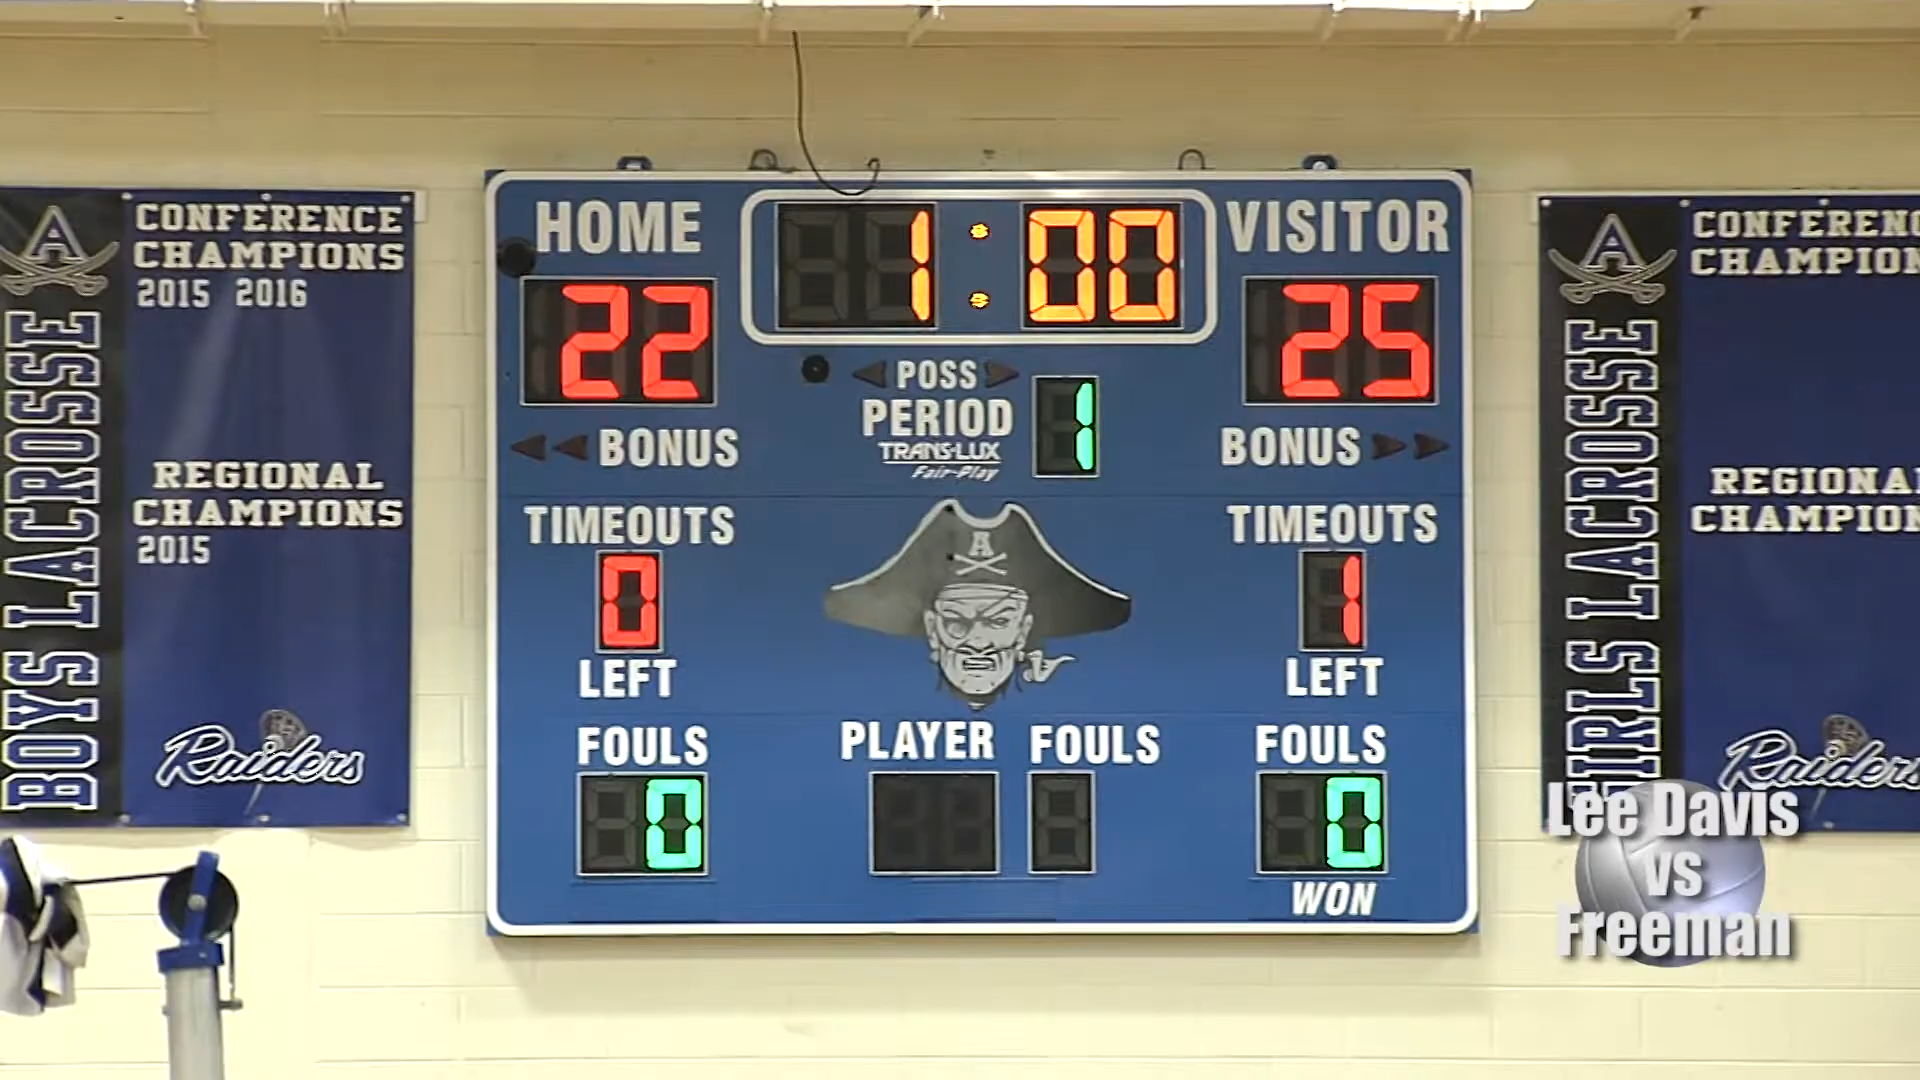 CONFERENCE
CHAMPIONS
2015 2016
REGIONAL
CHAMPIONS
2015
BOYS LACROSSE
Raiders
HOME
1:00
VISITOR
22
25
POSS
PERIOD
1
TRANS-LUX
Fair-Play
BONUS
BONUS
TIMEOUTS
0
LEFT
A
TIMEOUTS
1
LEFT
FOULS
0
PLAYER
FOULS
FOULS
0
WON
A
CONFERENC
CHAMPION
REGIONA
CHAMPION
GIRLS LACROSSE
Raiders
A
Lee Davis
vs
Freeman